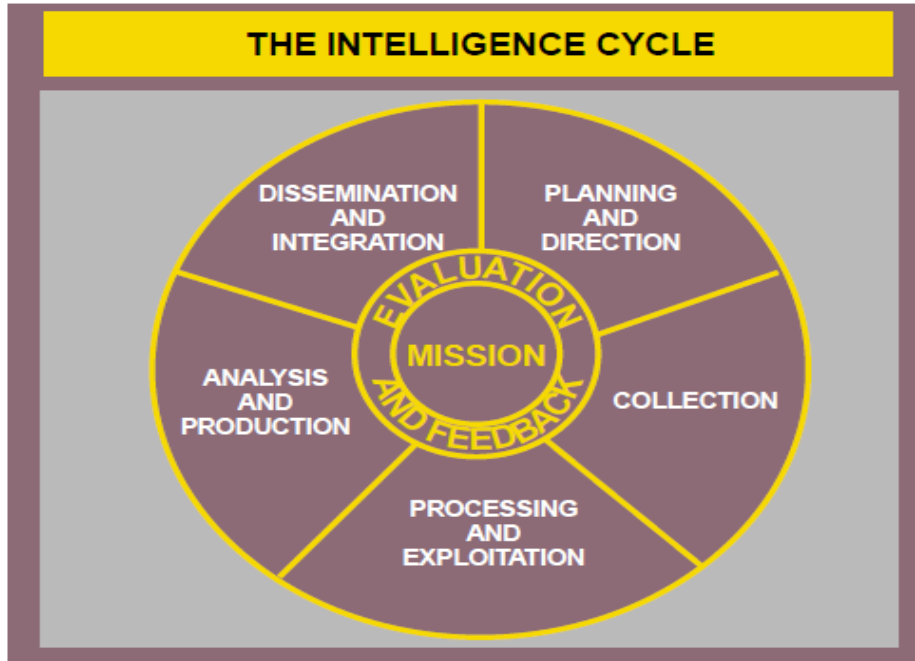 THE INTELLIGENCE CYCLE
DISSEMINATION
AND
INTEGRATION
PLANNING
AND
DIRECTION
EVALUATION
AND FEEDBACK
MISSION
ANALYSIS
AND
PRODUCTION
COLLECTION
PROCESSING
AND
EXPLOITATION